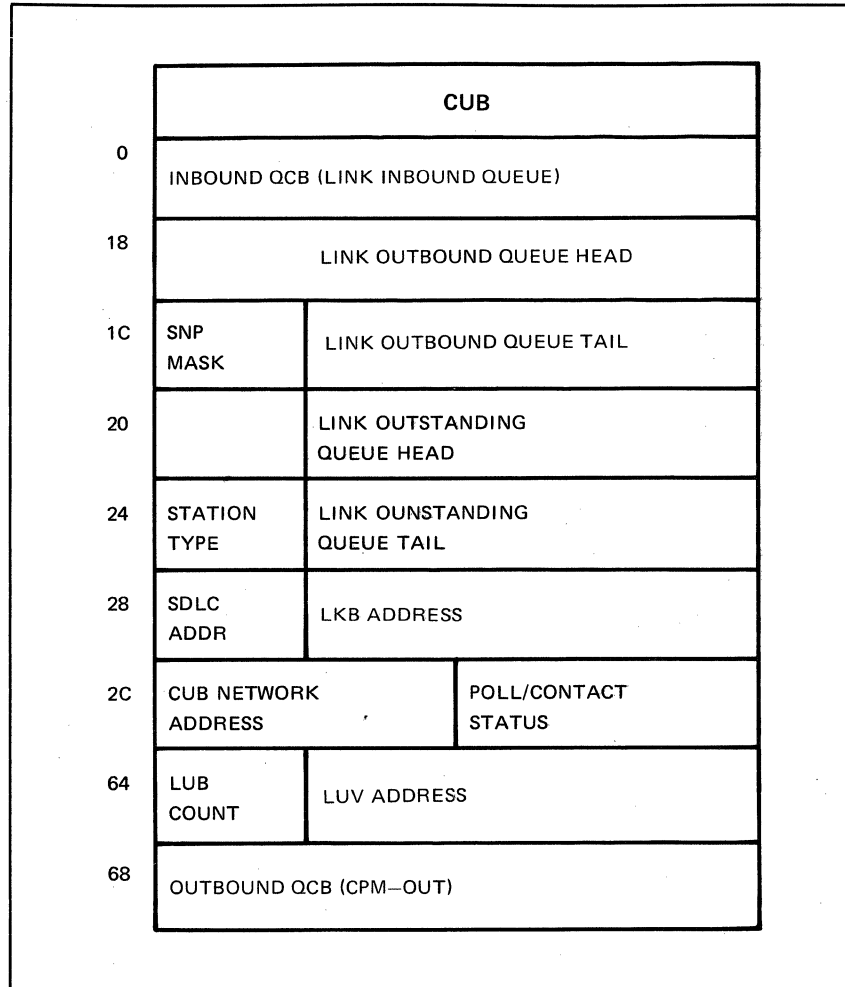 CUB
0
INBOUND QCB (LINK INBOUND QUEUE)
18
LINK OUTBOUND QUEUE HEAD
1C
SNP
MASK
LINK OUTBOUND QUEUE TAIL
20
LINK OUTSTANDING
QUEUE HEAD
24
STATION
TYPE
LINK OUNSTANDING
QUEUE TAIL
28
SDLC
ADDR
LKB ADDRESS
2C
CUB NETWORK
ADDRESS
POLL/CONTACT
STATUS
64
LUB
COUNT
LUV ADDRESS
68
OUTBOUND QCB (CPM—OUT)